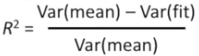 R² = Var(mean) – Var(fit) / Var(mean)